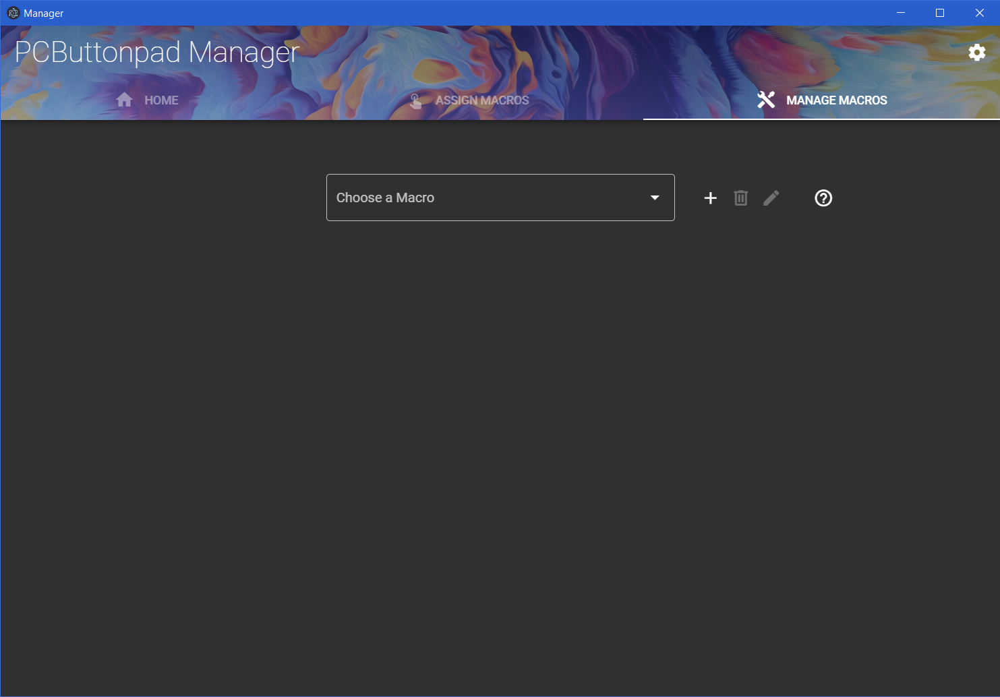 Manager
PCButtonpad Manager
HOME
ASSIGN MACROS
MANAGE MACROS
Choose a Macro